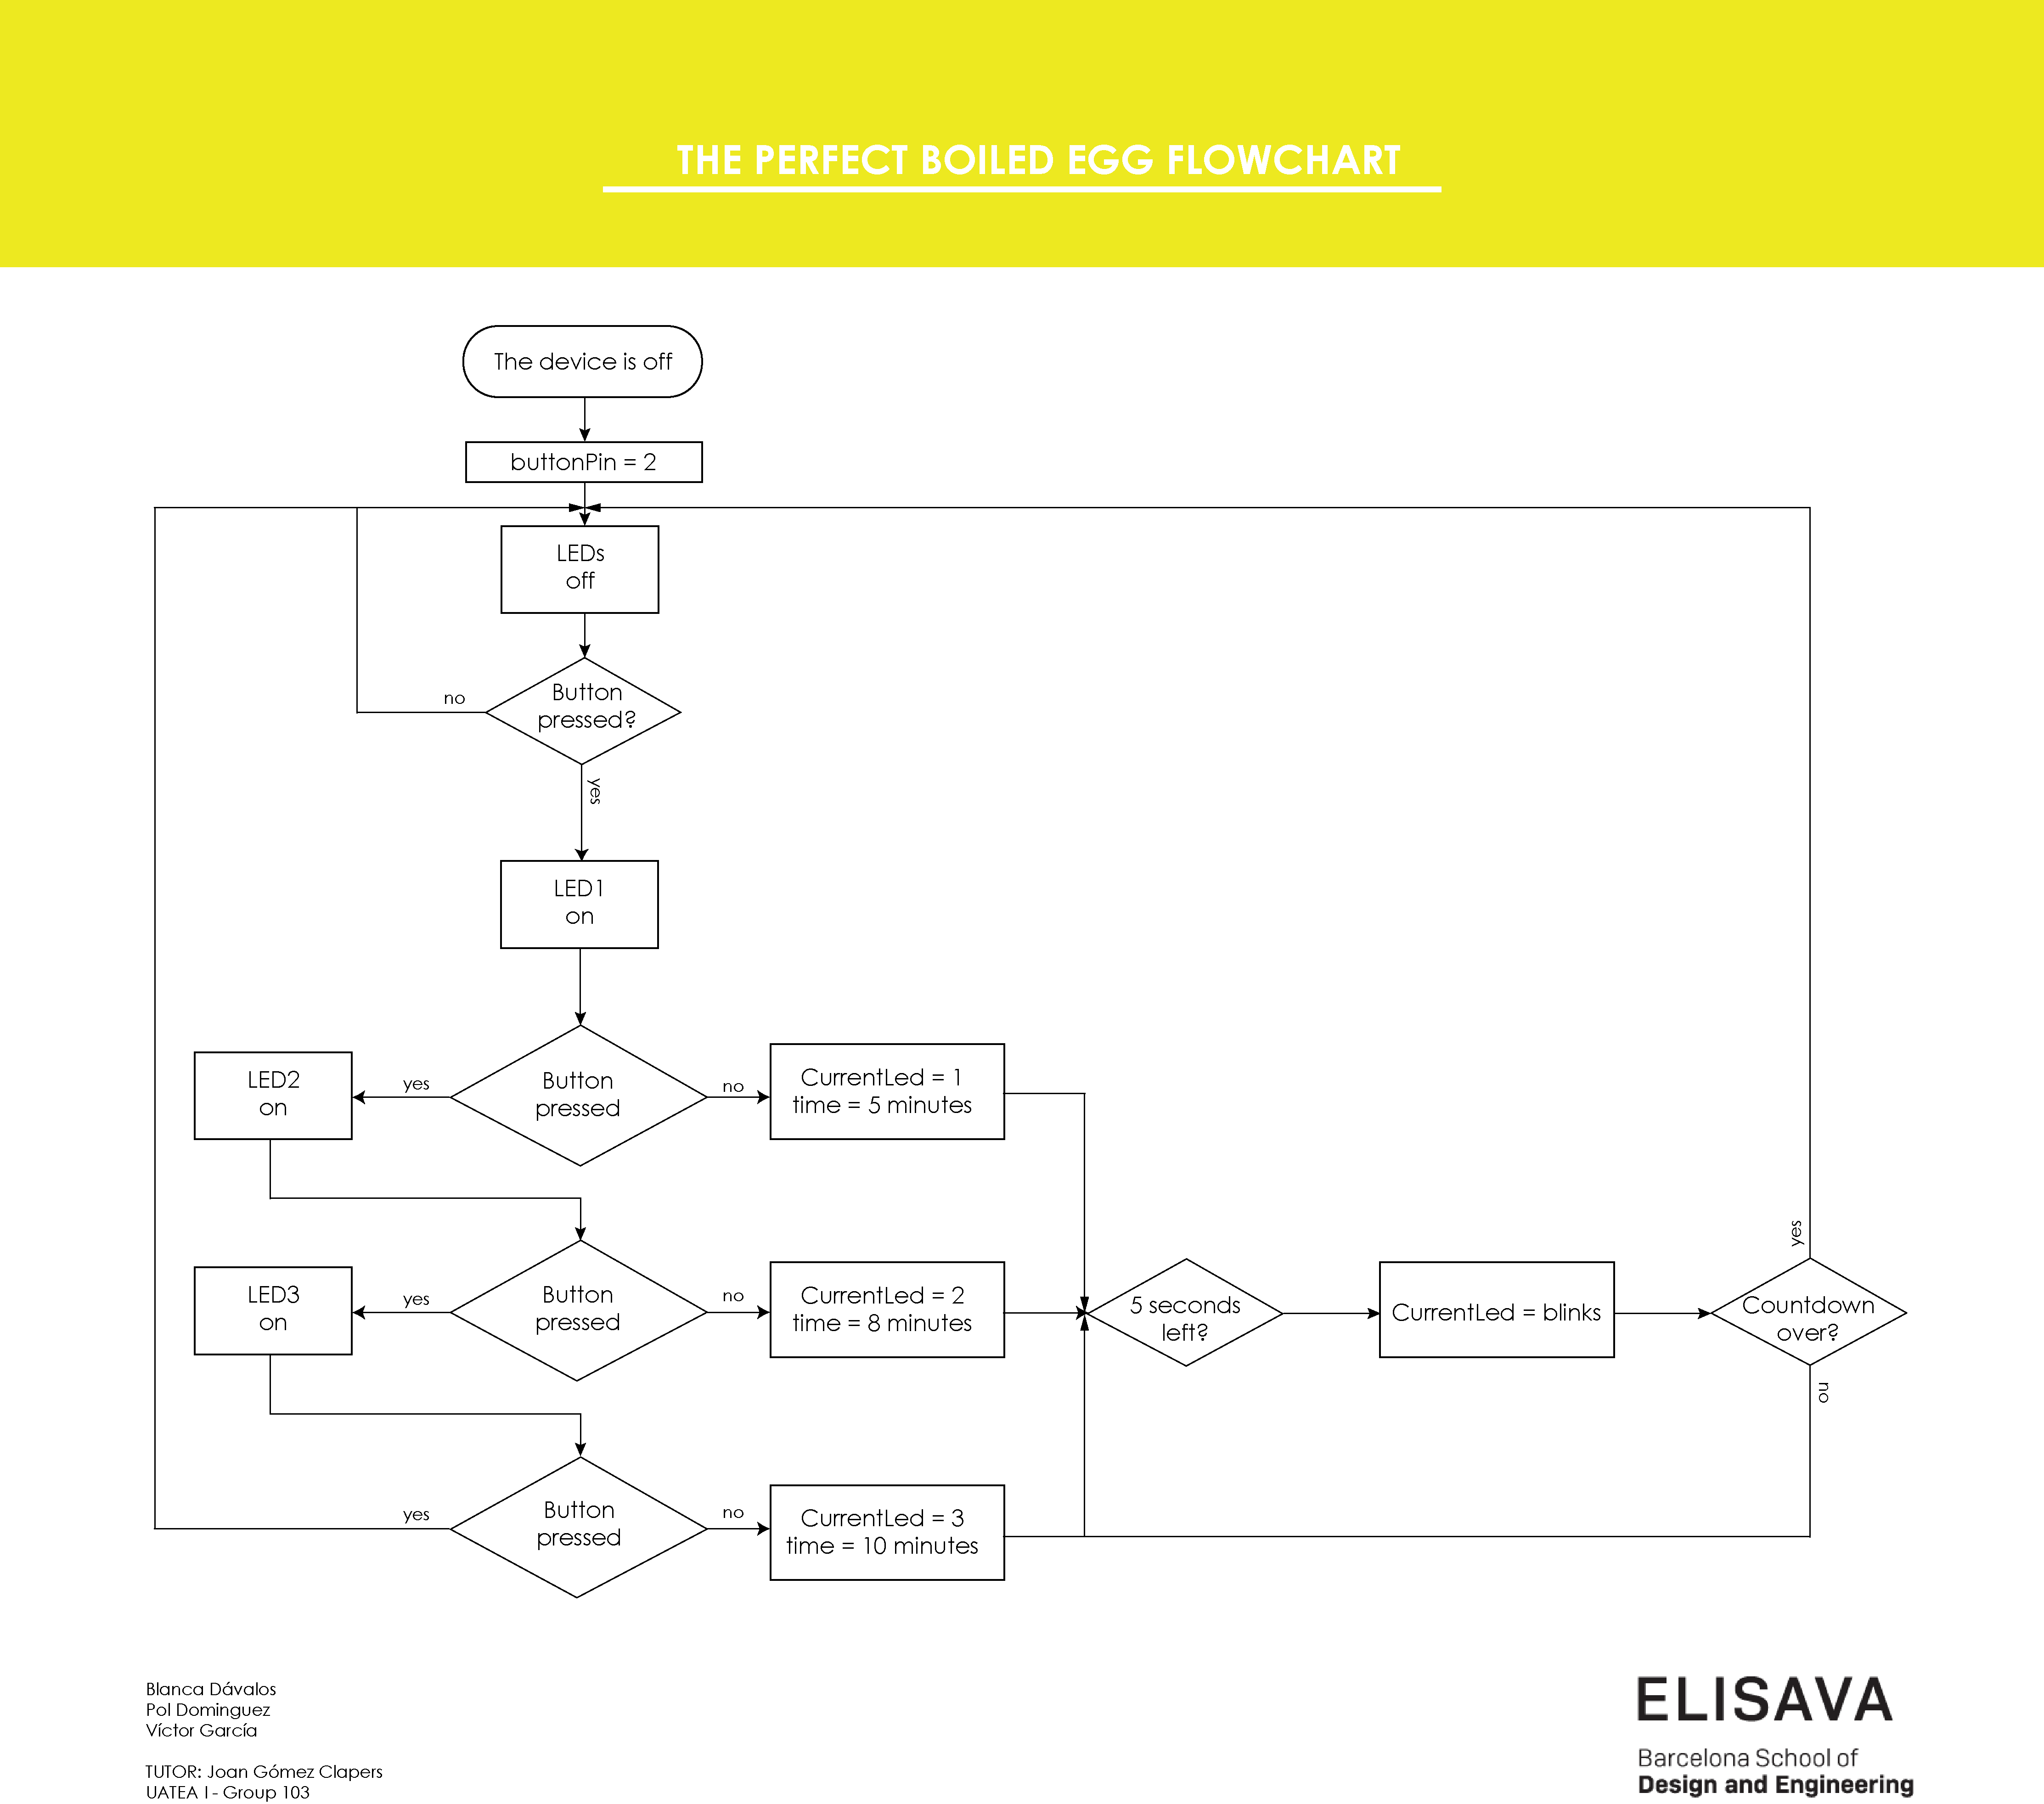 THE PERFECT BOILED EGG FLOWCHART
The device is off
buttonPin = 2
LEDs
off
Button
pressed?
no
yes
LED1
on
LED2
on
yes
Button
pressed
no
CurrentLed = 1
time = 5 minutes
LED3
on
yes
Button
pressed
no
CurrentLed = 2
time = 8 minutes
5 seconds
left?
CurrentLed = blinks
Countdown
over?
yes
no
yes
Button
pressed
no
CurrentLed = 3
time = 10 minutes
Blanca Dávalos
Pol Dominguez
Víctor García
TUTOR: Joan Gómez Clapers
UATEA I - Group 103
ELISAVA
Barcelona School of
Design and Engineering